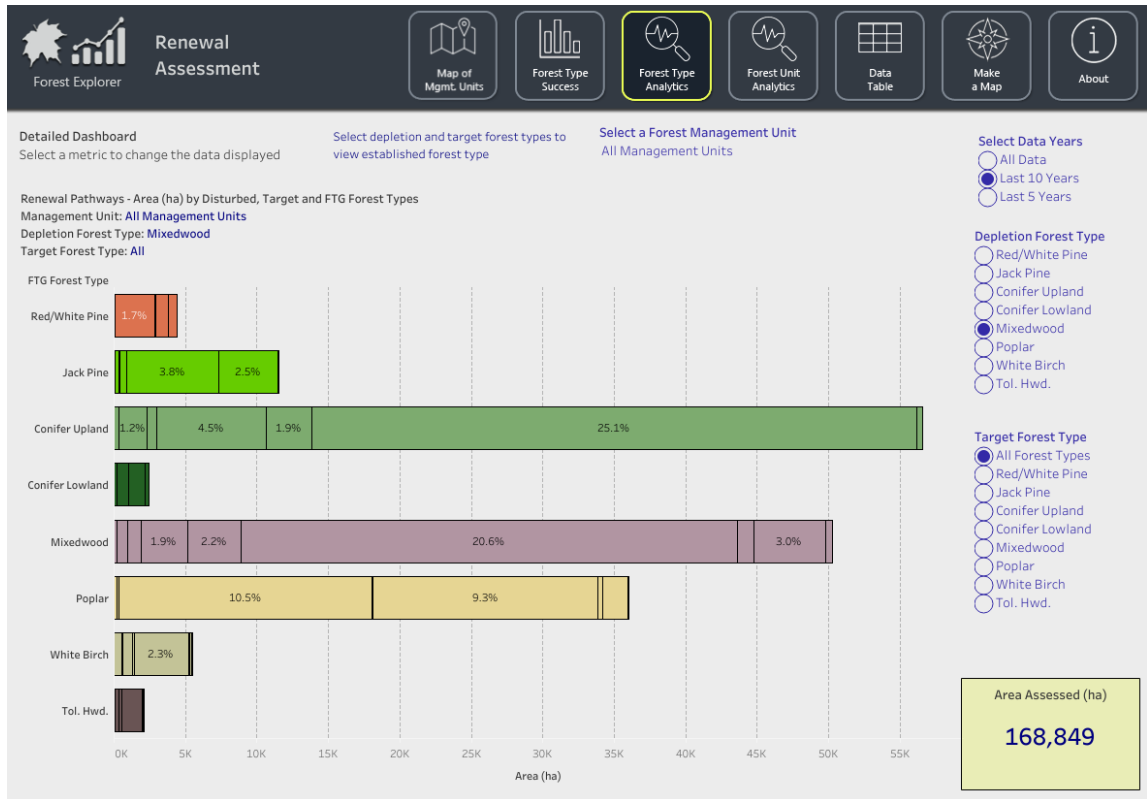 Forest Explorer
Renewal
Assessment
Map of
Mgmt. Units
Forest Type
Success
Forest Type
Analytics
Forest Unit
Analytics
Data
Table
Make
a Map
i
About
Detailed Dashboard
Select a metric to change the data displayed
Select depletion and target forest types to
view established forest type
Select a Forest Management Unit
All Management Units
Renewal Pathways - Area (ha) by Disturbed, Target and FTG Forest Types
Management Unit: All Management Units
Depletion Forest Type: Mixedwood
Target Forest Type: All
FTG Forest Type
Red/White Pine 1.7%
Jack Pine 3.8% 2.5%
Conifer Upland 1.2% 4.5% 1.9% 25.1%
Conifer Lowland
Mixedwood 1.9% 2.2% 20.6% 3.0%
Poplar 10.5% 9.3%
White Birch 2.3%
Tol. Hwd.
0K 5K 10K 15K 20K 25K 30K 35K 40K 45K 50K 55K
Area (ha)
Select Data Years
All Data
Last 10 Years
Last 5 Years
Depletion Forest Type
Red/White Pine
Jack Pine
Conifer Upland
Conifer Lowland
Mixedwood
Poplar
White Birch
Tol. Hwd.
Target Forest Type
All Forest Types
Red/White Pine
Jack Pine
Conifer Upland
Conifer Lowland
Mixedwood
Poplar
White Birch
Tol. Hwd.
Area Assessed (ha)
168,849